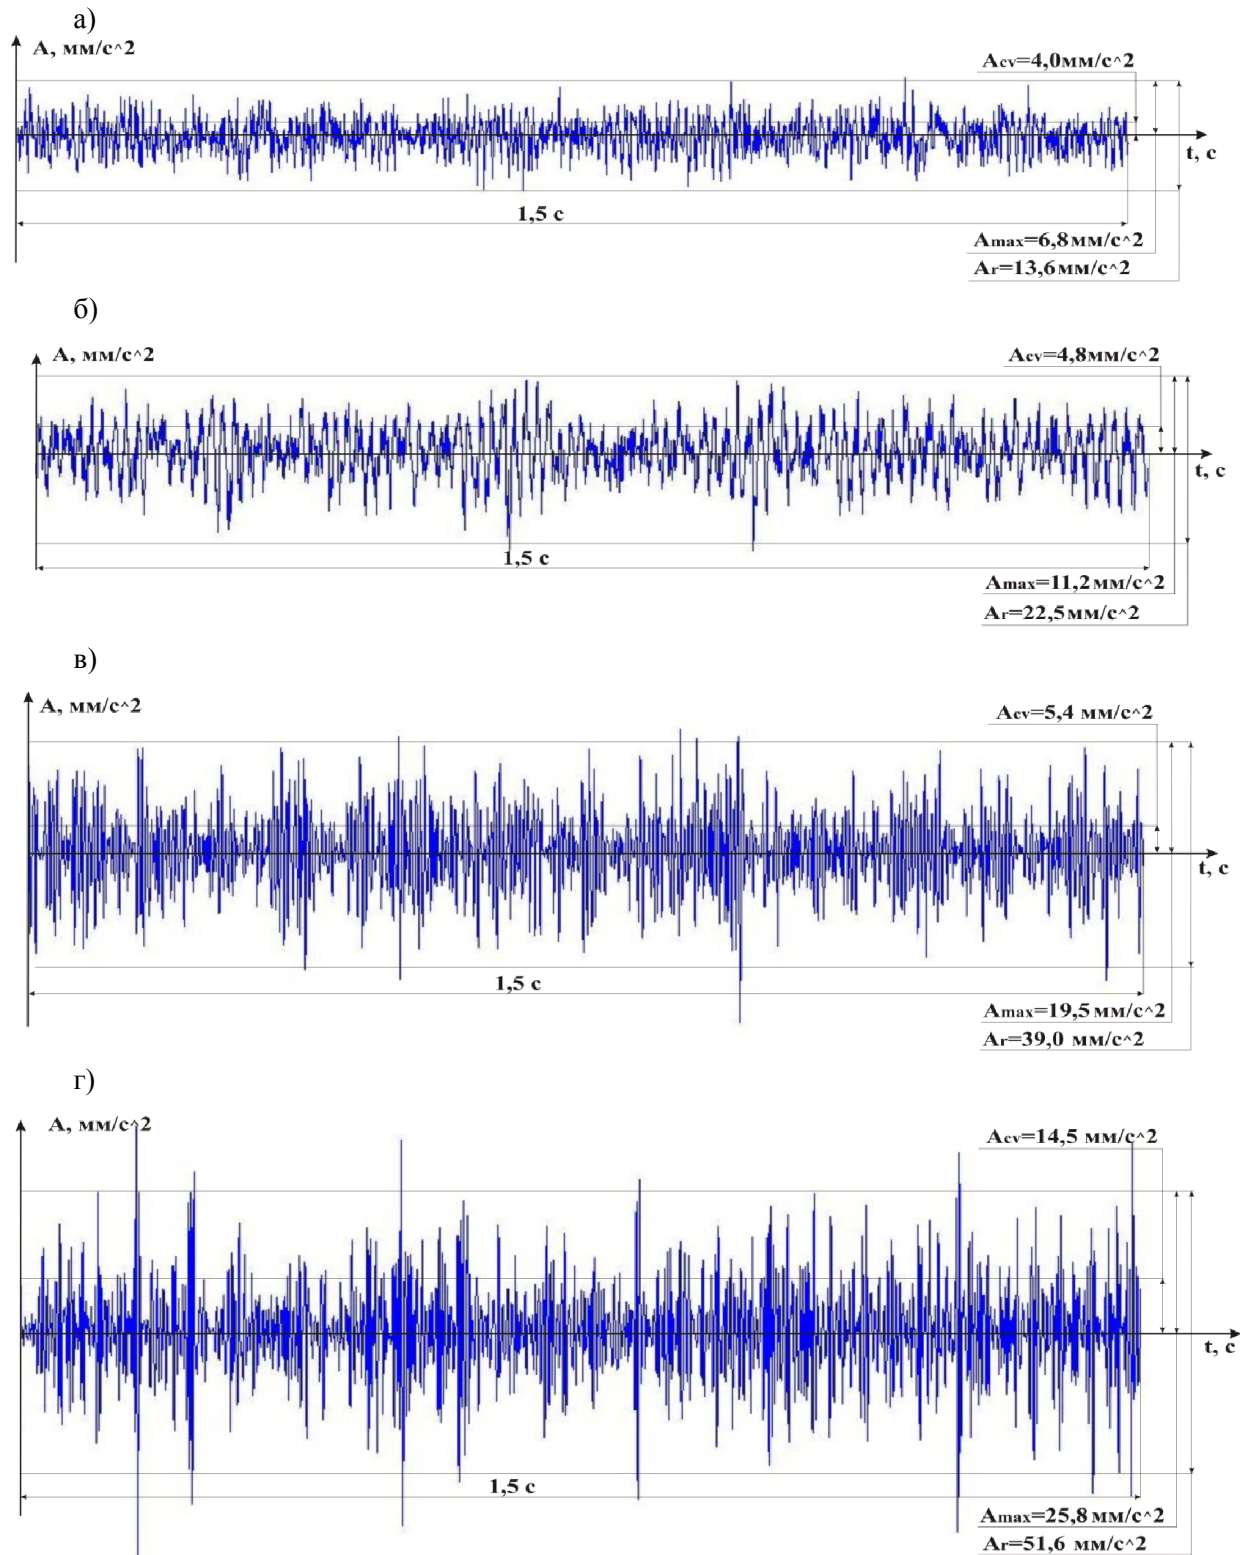 а)
A, мм/с^2
Acv=4,0мм/с^2
t, с
1,5 с
Amax=6,8мм/с^2
Ar=13,6мм/с^2
б)
A, мм/с^2
Acv=4,8мм/с^2
t, с
1,5 с
Amax=11,2мм/с^2
Ar=22,5мм/с^2
в)
A, мм/с^2
Acv=5,4 мм/с^2
t, с
1,5 с
Amax=19,5мм/с^2
Ar=39,0 мм/с^2
г)
A, мм/с^2
Acv=14,5 мм/с^2
t, с
1,5 с
Amax=25,8мм/с^2
Ar=51,6 мм/с^2